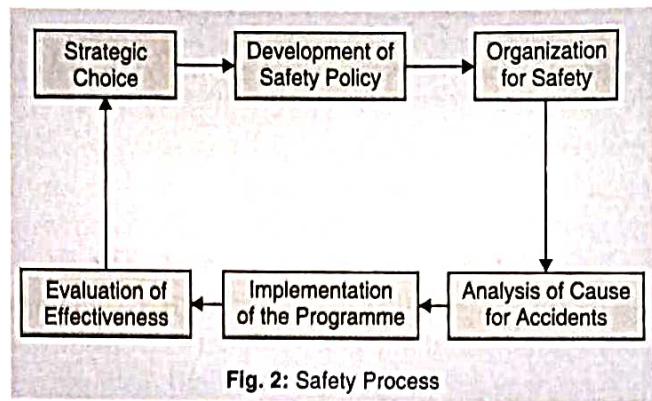 Strategic
Choice
Development of
Safety Policy
Organization
for Safety
Evaluation of
Effectiveness
Implementation
of the Programme
Analysis of Cause
for Accidents
Fig. 2: Safety Process